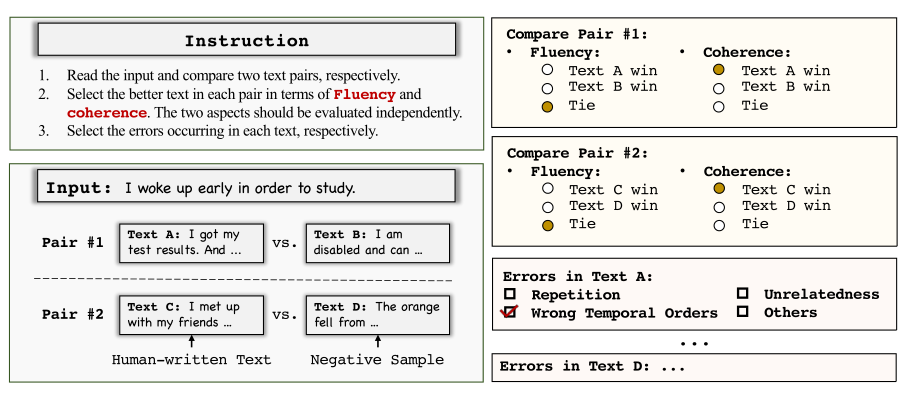 Instruction
1. Read the input and compare two text pairs, respectively.
2. Select the better text in each pair in terms of Fluency and
coherence. The two aspects should be evaluated independently.
3. Select the errors occurring in each text, respectively.
Input: I woke up early in order to study.
Pair #1
Text A: I got my
test results. And ...
vs.
Text B: I am
disabled and can ...
Pair #2
Text C: I met up
with my friends ...
vs.
Text D: The orange
fell from ...
Human-written Text
Negative Sample
Compare Pair #1:
• Fluency:
Text A win
Text B win
Tie
• Coherence:
Text A win
Text B win
Tie
Compare Pair #2:
• Fluency:
Text C win
Text D win
Tie
• Coherence:
Text C win
Text D win
Tie
Errors in Text A:
Repetition
Unrelatedness
Wrong Temporal Orders
Others
...
Errors in Text D: ...